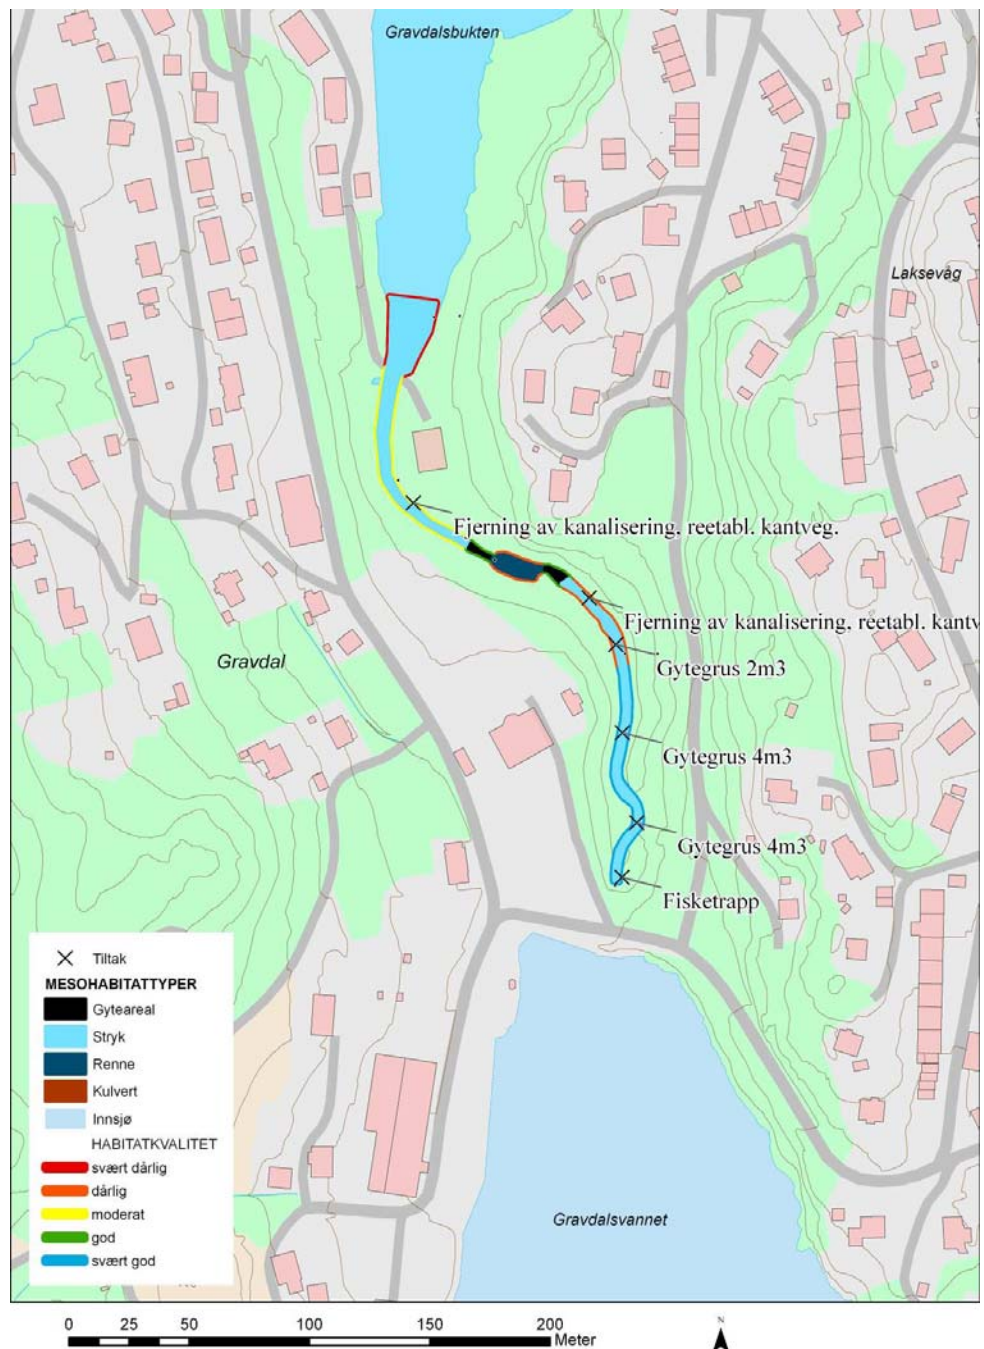 Gravdalsbukten
Laksevåg
Fjerning av kanalisering, reetabl. kantveg.
Fjerning av kanalisering, reetabl. kantv
Gravdal
Gytegrus 2m3
Gytegrus 4m3
Gytegrus 4m3
Fisketrapp
Tiltak
MESOHABITATTYPER
Gyteareal
Stryk
Renne
Kulvert
Innsjø
HABITATKVALITET
svært dårlig
dårlig
moderat
god
svært god
Gravdalsvannet
0 25 50 100 150 200
Meter
N